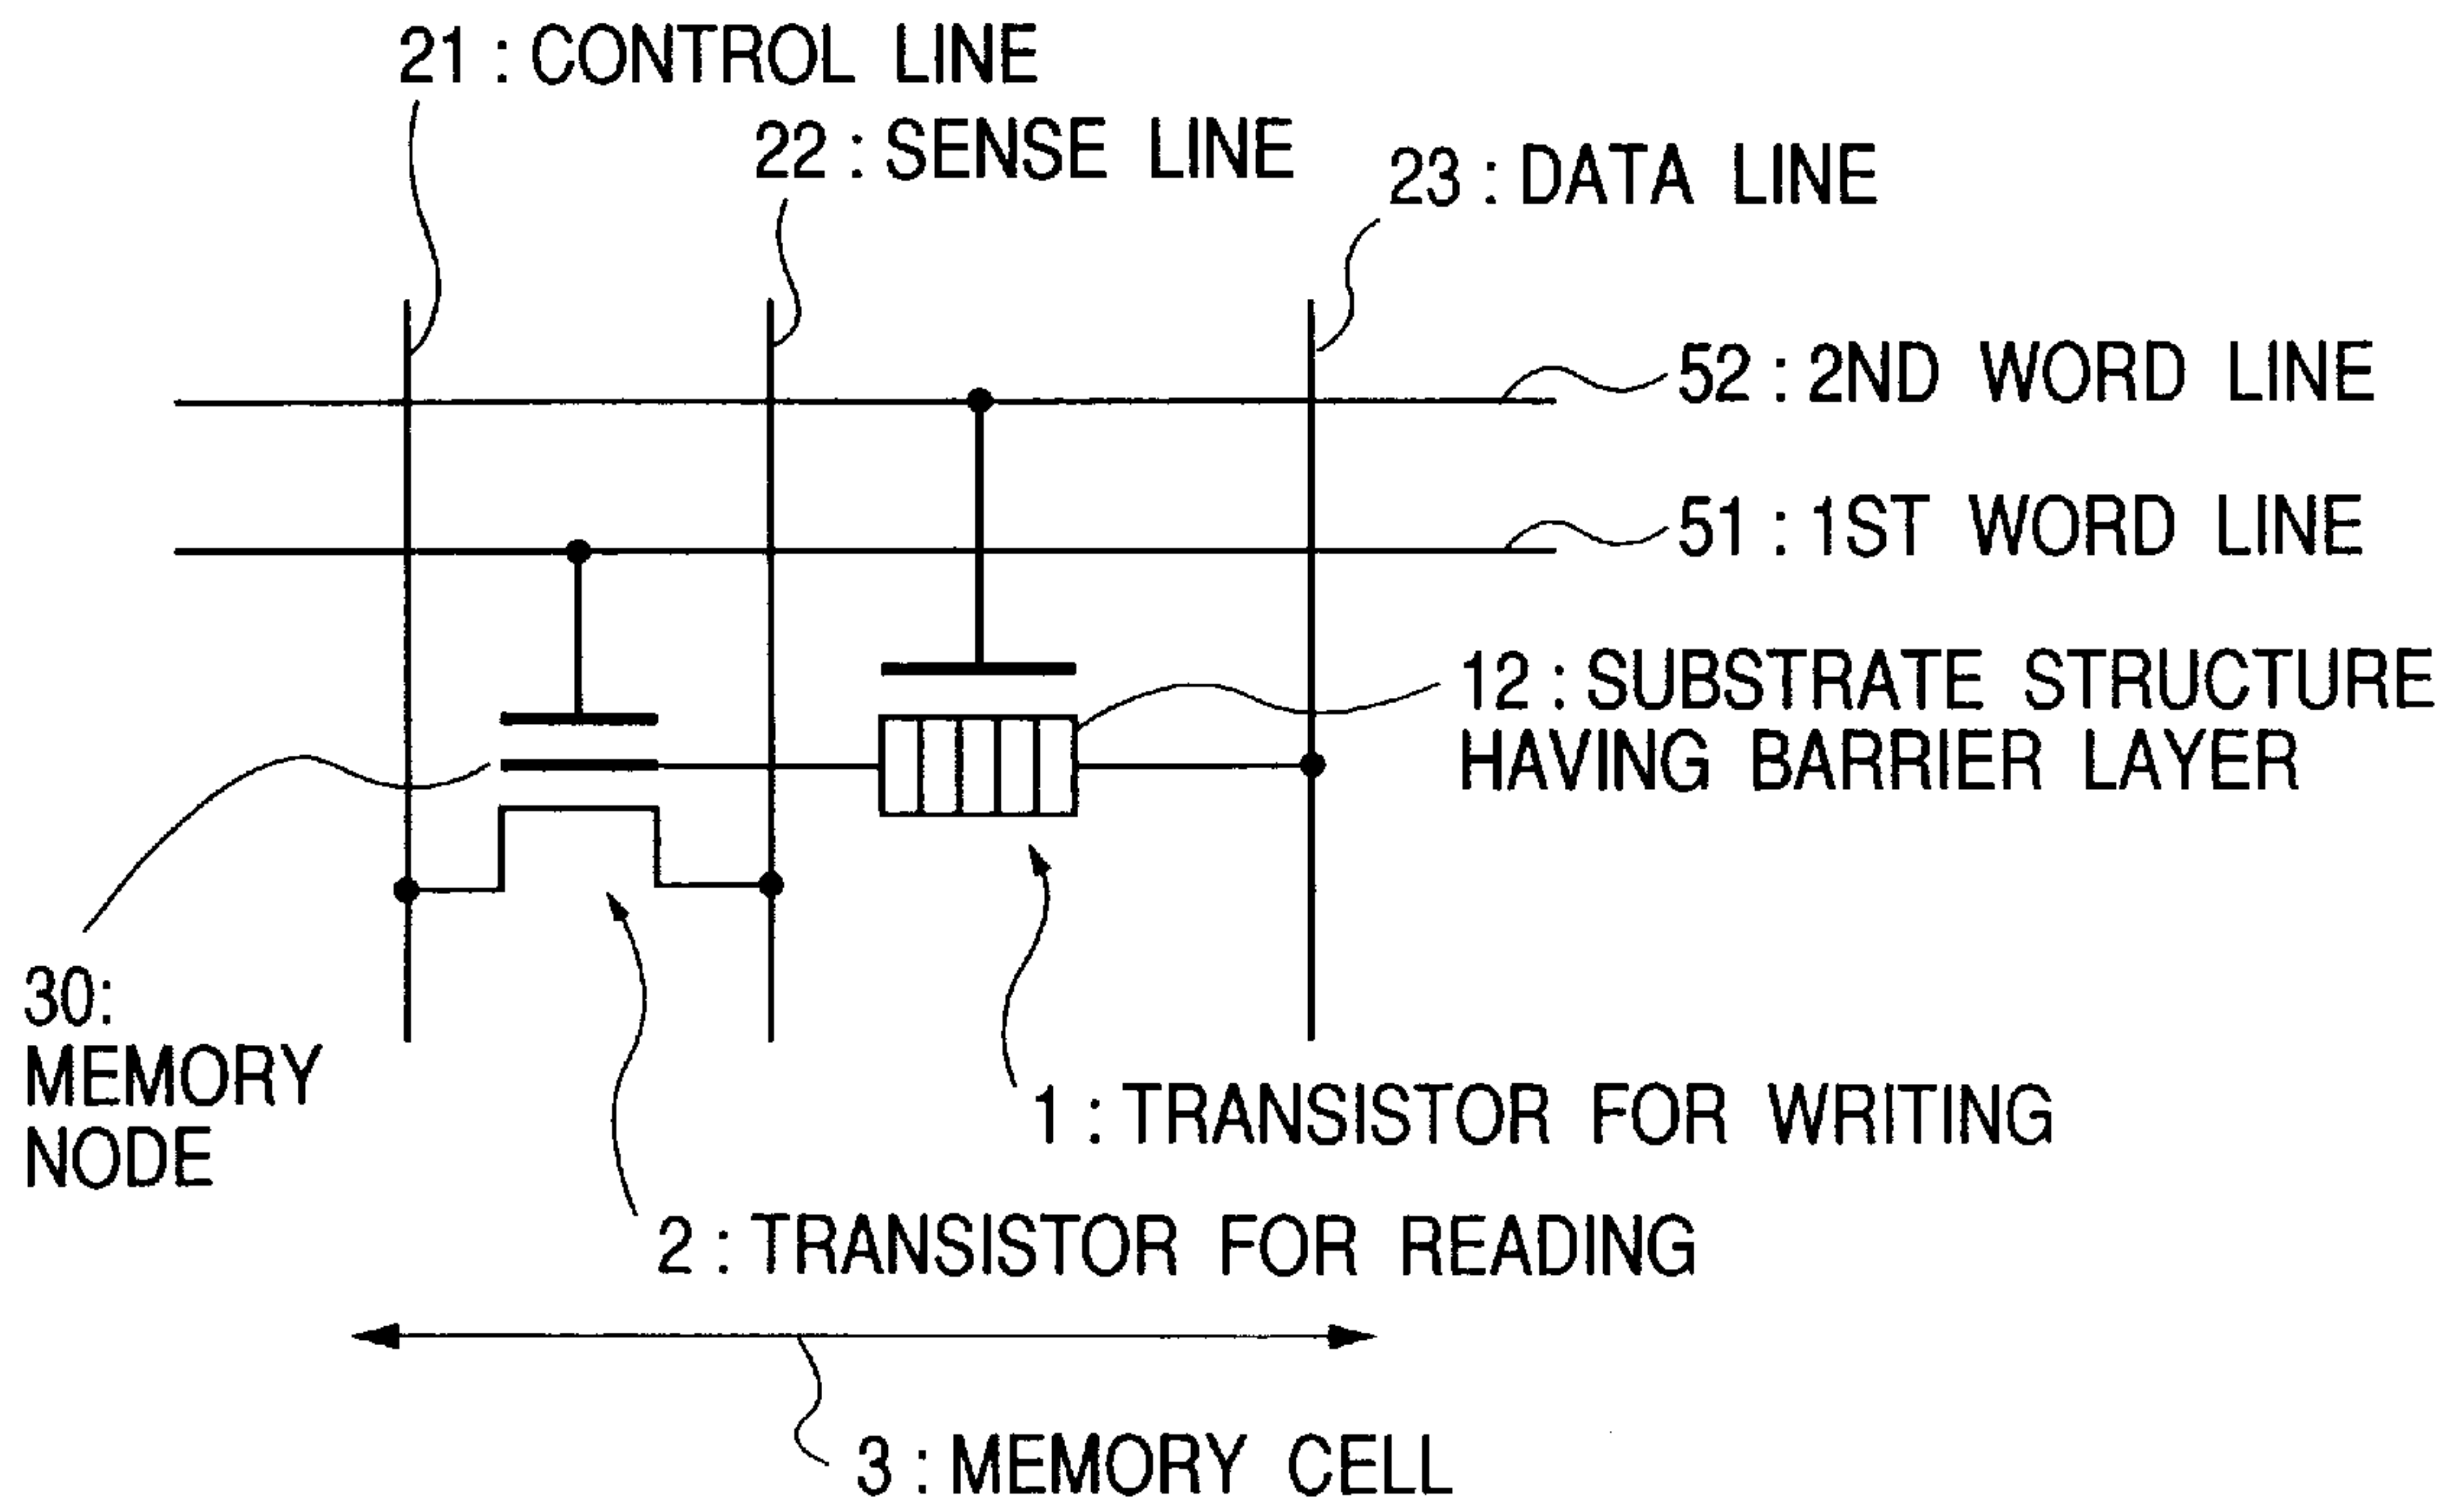 21 : CONTROL LINE
22 : SENSE LINE
23 : DATA LINE
52 : 2ND WORD LINE
51 : 1ST WORD LINE
12 : SUBSTRATE STRUCTURE
HAVING BARRIER LAYER
30:
MEMORY
NODE
1 : TRANSISTOR FOR WRITING
2 : TRANSISTOR FOR READING
3 : MEMORY CELL